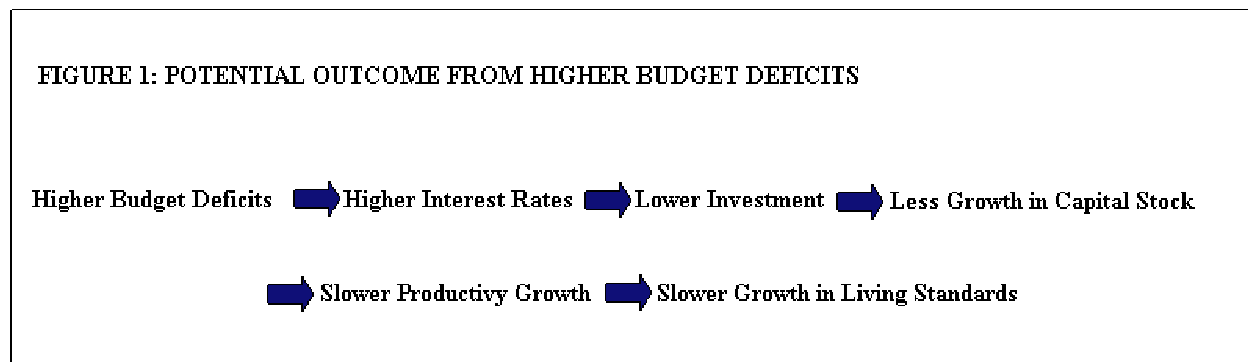 FIGURE 1: POTENTIAL OUTCOME FROM HIGHER BUDGET DEFICITS
Higher Budget Deficits Higher Interest Rates Lower Investment Less Growth in Capital Stock
Slower Productivy Growth Slower Growth in Living Standards